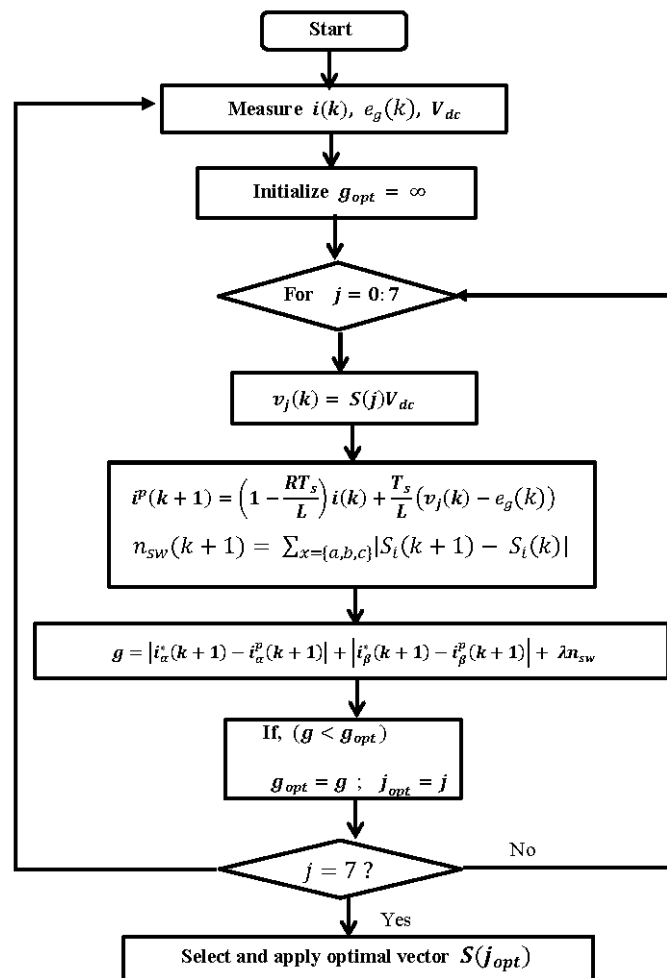 Start
Measure i(k), e_g(k), V_dc
Initialize g_opt = ∞
For j = 0: 7
v_j(k) = S(j)V_dc
i^p(k + 1) = (1 − RT_s/L) i(k) + T_s/L (v_j(k) − e_g(k))
n_sw(k + 1) = ∑_x={a,b,c} |S_i(k + 1) − S_i(k)|
g = |i*_α(k + 1) − i^p_α(k + 1)| + |i*_β(k + 1) − i^p_β(k + 1)| + λn_sw
If, (g < g_opt)
g_opt = g ; j_opt = j
j = 7 ?
No
Yes
Select and apply optimal vector S(j_opt)